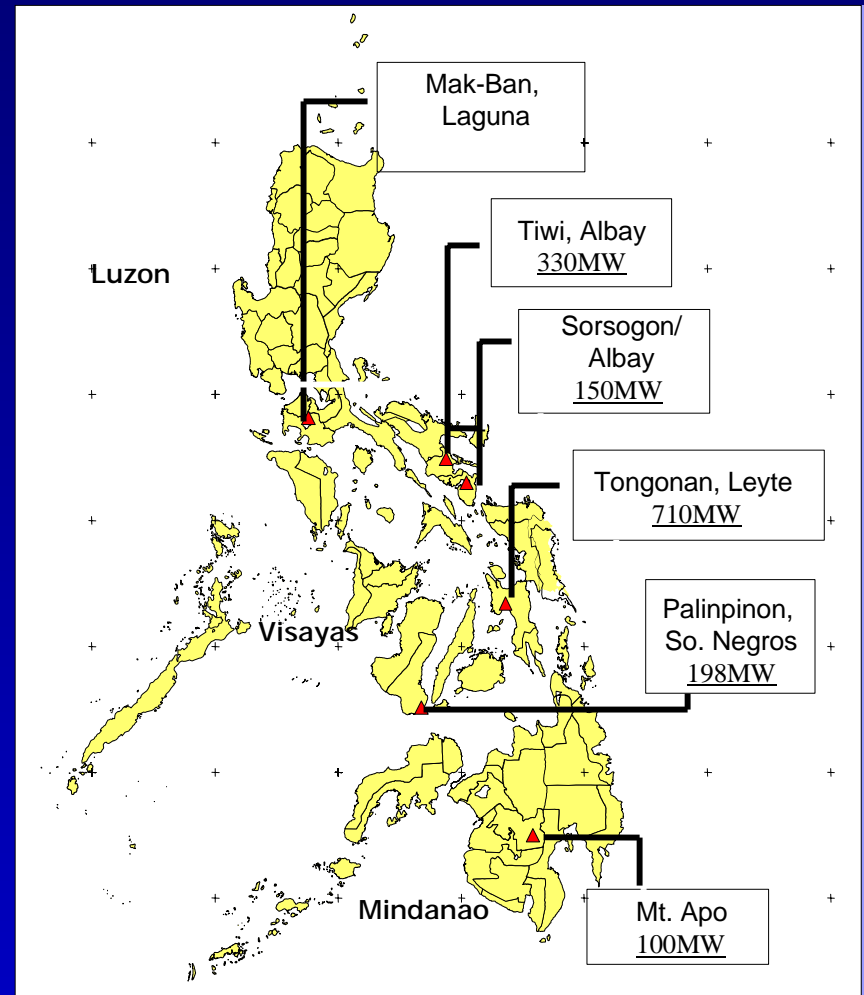 Mak-Ban,
Laguna
Tiwi, Albay
330MW
Luzon
Sorsogon/
Albay
150MW
Tongonan, Leyte
710MW
Palinpinon,
So. Negros
198MW
Visayas
Mindanao
Mt. Apo
100MW